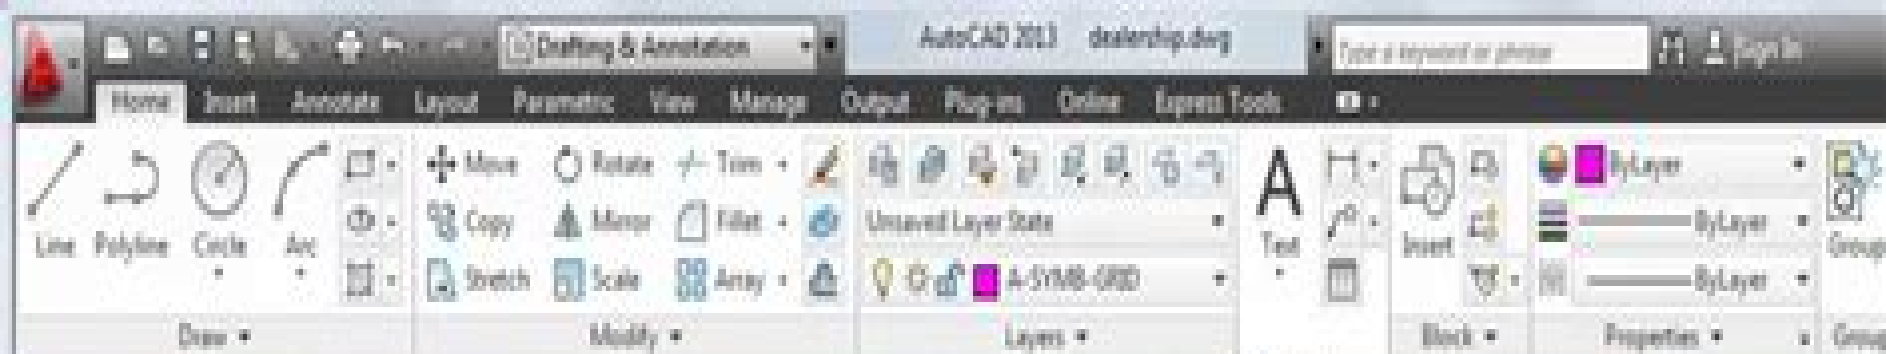 Drafting & Annotation
AutoCAD 2013 dealership.dwg
Type a keyword or phrase
Sign In
Home Insert Annotate Layout Parametric View Manage Output Plug-ins Online Express Tools
Line Polyline Circle Arc
Move Rotate Trim
Copy Mirror Fillet
Stretch Scale Array
Unsaved Layer State
A-SYMB-GRID
A
Text
Insert
ByLayer
ByLayer
ByLayer
Group
Draw Modify Layers Block Properties Group